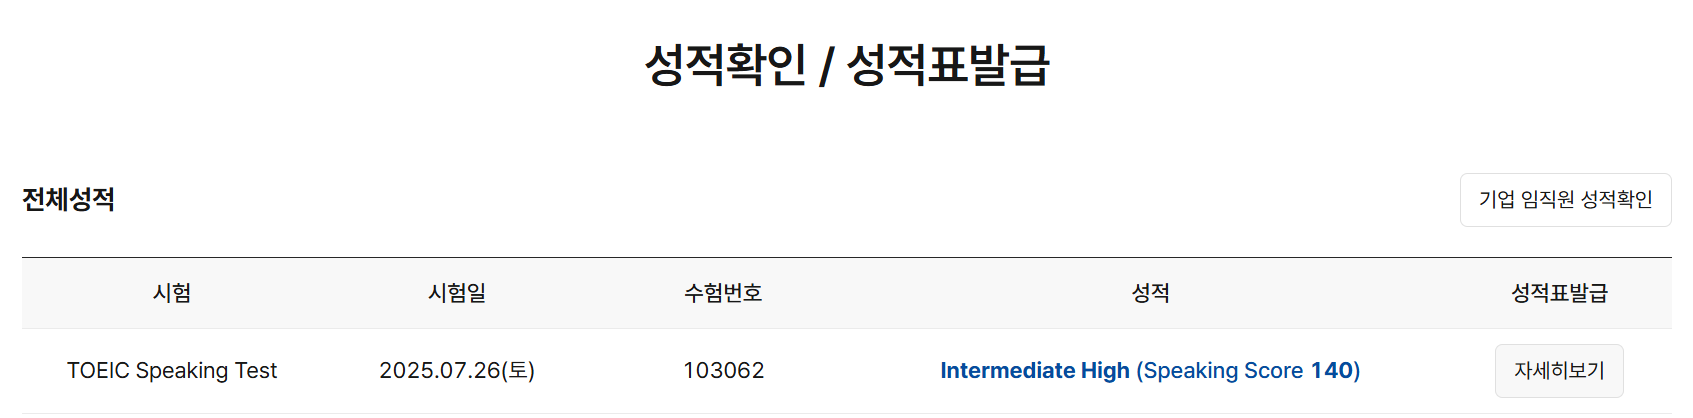 성적확인 / 성적표발급
전체성적
기업 임직원 성적확인
시험 시험일 수험번호 성적 성적표발급
TOEIC Speaking Test 2025.07.26(토) 103062 Intermediate High (Speaking Score 140) 자세히보기